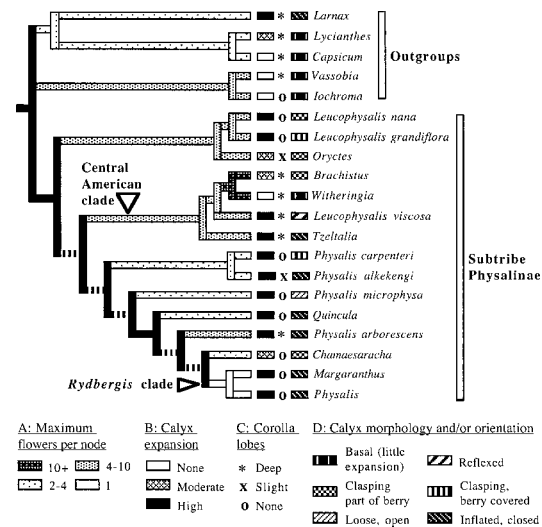 Larnax
Lycianthes
Capsicum
Outgroups
Vassobia
Iochroma
Leucophysalis nana
Leucophysalis grandiflora
Oryctes
Central
American
clade
Brachistus
Witheringia
Leucophysalis viscosa
Tzeltalia
Subtribe
Physalinae
Physalis carpenteri
Physalis alkekengi
Physalis microphysa
Quincula
Physalis arborescens
Chamaesaracha
Rydbergis clade
Margaranthus
Physalis
A: Maximum
flowers per node
10+ 4-10
2-4 1
B: Calyx
expansion
None
Moderate
High
C: Corolla
lobes
* Deep
x Slight
o None
D: Calyx morphology and/or orientation
Basal (little
expansion)
Clasping
part of berry
Loose, open
Reflexed
Clasping,
berry covered
Inflated, closed